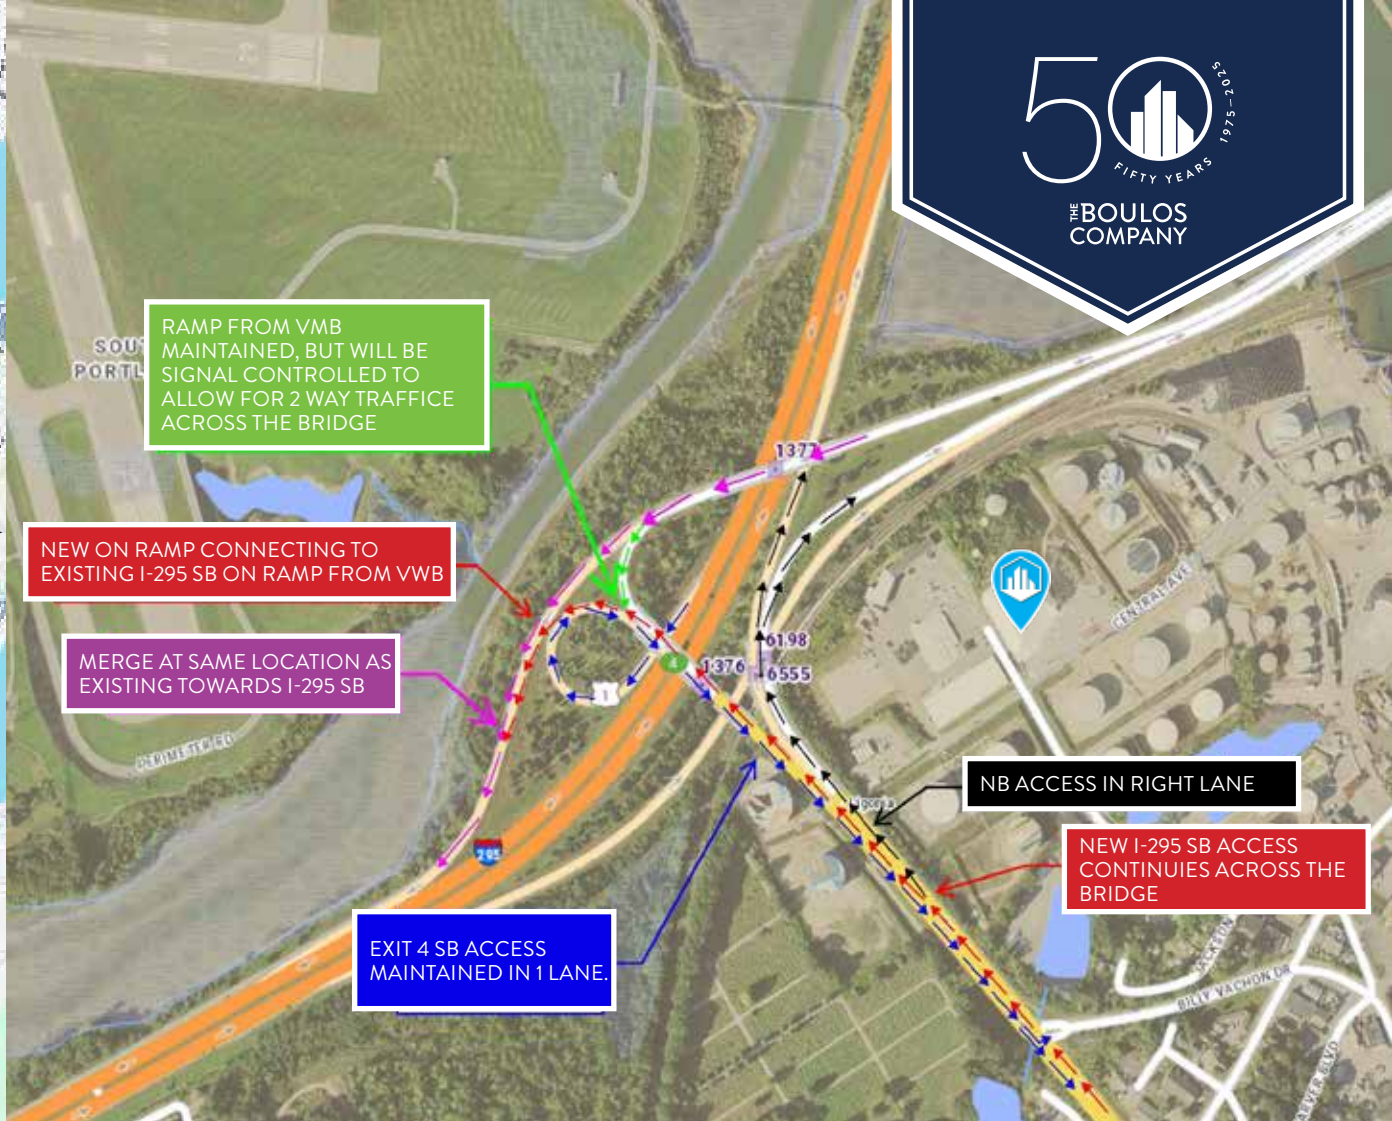 50
FIFTY YEARS 1975–2025
THE BOULOS
COMPANY
RAMP FROM VMB
MAINTAINED, BUT WILL BE
SIGNAL CONTROLLED TO
ALLOW FOR 2 WAY TRAFFICE
ACROSS THE BRIDGE
SOU
PORTL
1377
NEW ON RAMP CONNECTING TO
EXISTING I-295 SB ON RAMP FROM VWB
CENTRAL AVE
MERGE AT SAME LOCATION AS
EXISTING TOWARDS I-295 SB
6198
4
1376
6555
1
PERIMETER RD
NB ACCESS IN RIGHT LANE
295
NEW I-295 SB ACCESS
CONTINUIES ACROSS THE
BRIDGE
EXIT 4 SB ACCESS
MAINTAINED IN 1 LANE.
JACKSON
BILLY VACHON DR
ARVER BLVD